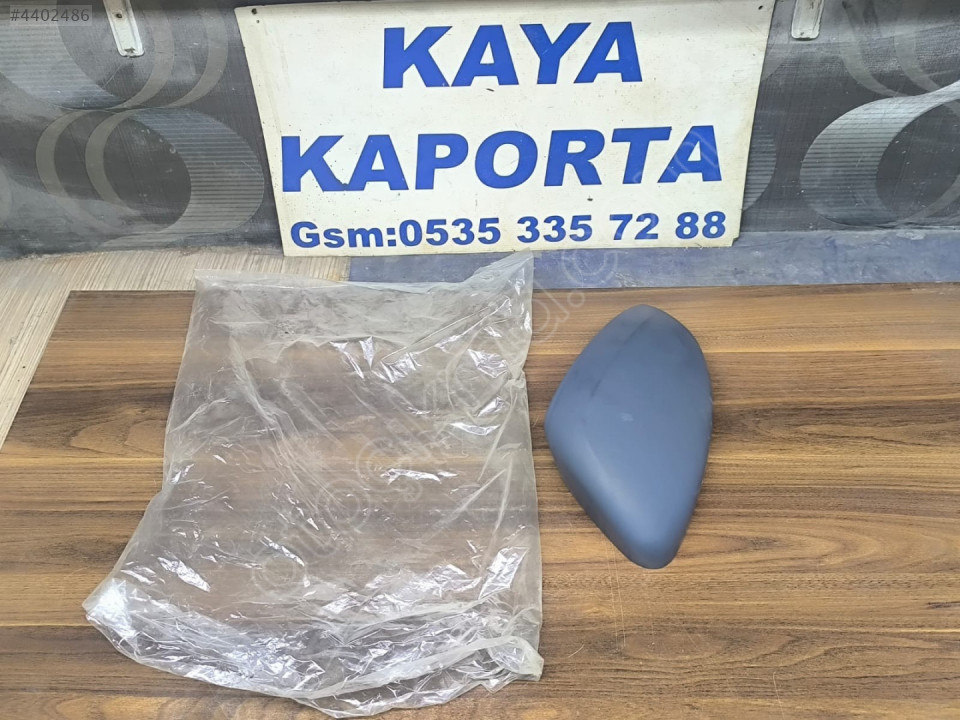 #4402486
KAYA
KAPORTA
Gsm:0535 335 72 88